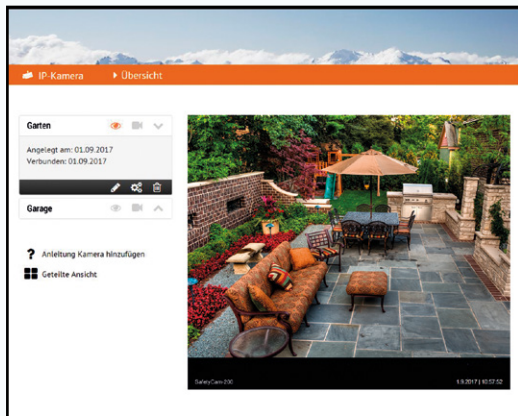 IP-Kamera Übersicht
Garten
Angelegt am: 01.09.2017
Verbunden: 01.09.2017
Garage
? Anleitung Kamera hinzufügen
Geteilte Ansicht
SafetyCam-200 1.9.2017 | 10:57:52